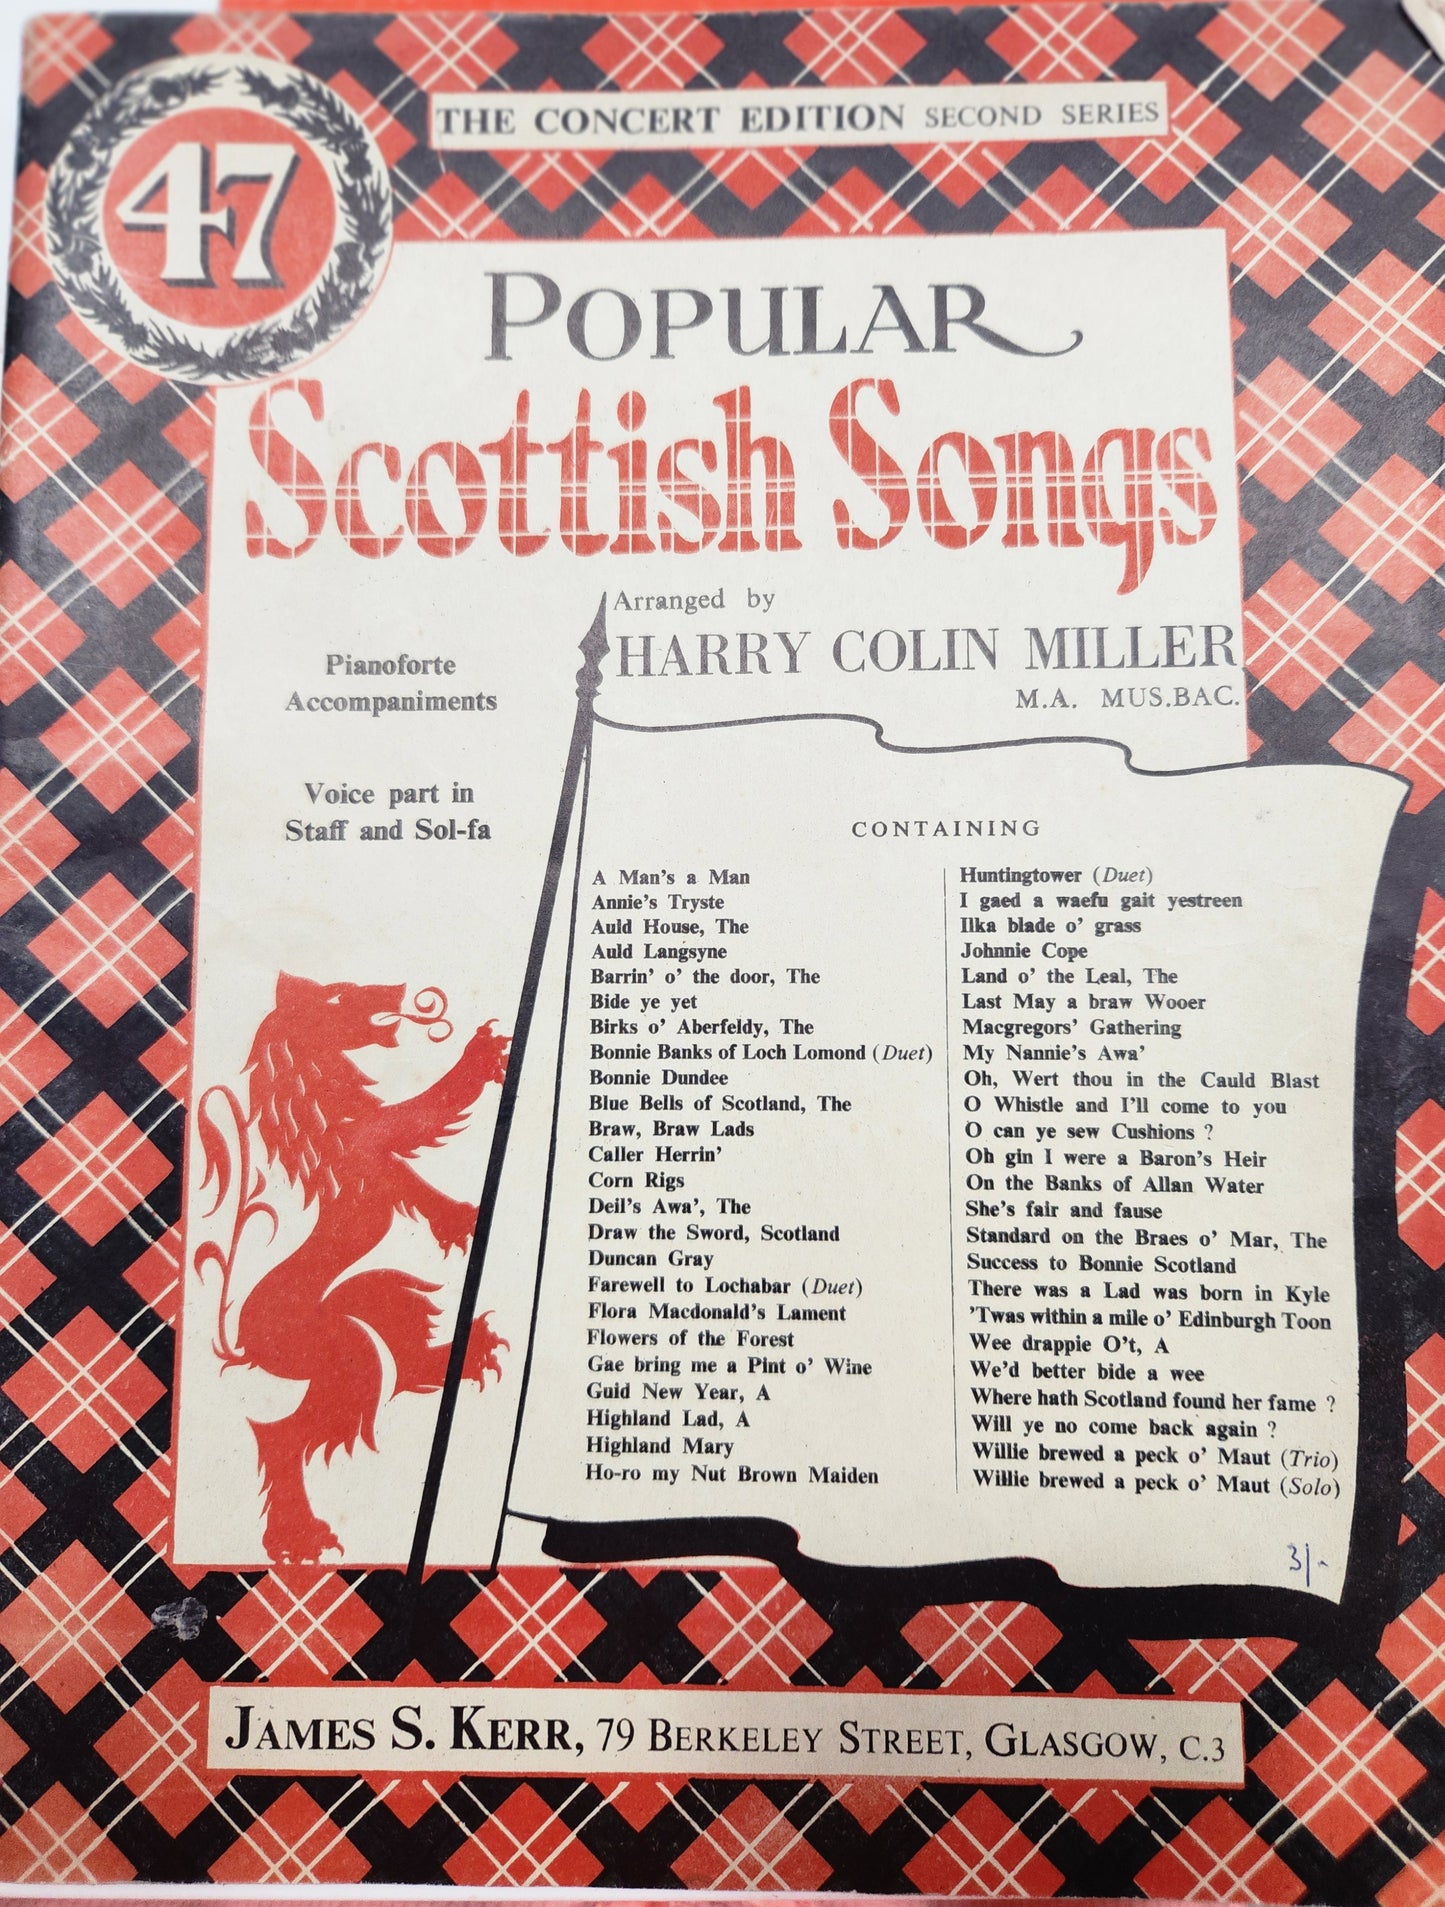 47
THE CONCERT EDITION SECOND SERIES
POPULAR
Scottish Songs
Arranged by
HARRY COLIN MILLER
M.A. MUS.BAC.
Pianoforte
Accompaniments
Voice part in
Staff and Sol-fa
CONTAINING
A Man's a Man
Annie's Tryste
Auld House, The
Auld Langsyne
Barrin' o' the door, The
Bide ye yet
Birks o' Aberfeldy, The
Bonnie Banks of Loch Lomond (Duet)
Bonnie Dundee
Blue Bells of Scotland, The
Braw, Braw Lads
Caller Herrin'
Corn Rigs
Deil's Awa', The
Draw the Sword, Scotland
Duncan Gray
Farewell to Lochabar (Duet)
Flora Macdonald's Lament
Flowers of the Forest
Gae bring me a Pint o' Wine
Guid New Year, A
Highland Lad, A
Highland Mary
Ho-ro my Nut Brown Maiden
Huntingtower (Duet)
I gaed a waefu gait yestreen
Ilka blade o' grass
Johnnie Cope
Land o' the Leal, The
Last May a braw Wooer
Macgregors' Gathering
My Nannie's Awa'
Oh, Wert thou in the Cauld Blast
O Whistle and I'll come to you
O can ye sew Cushions ?
Oh gin I were a Baron's Heir
On the Banks of Allan Water
She's fair and fause
Standard on the Braes o' Mar, The
Success to Bonnie Scotland
There was a Lad was born in Kyle
'Twas within a mile o' Edinburgh Toon
Wee drappie O't, A
We'd better bide a wee
Where hath Scotland found her fame ?
Will ye no come back again ?
Willie brewed a peck o' Maut (Trio)
Willie brewed a peck o' Maut (Solo)
3/-
JAMES S. KERR, 79 BERKELEY STREET, GLASGOW, C.3